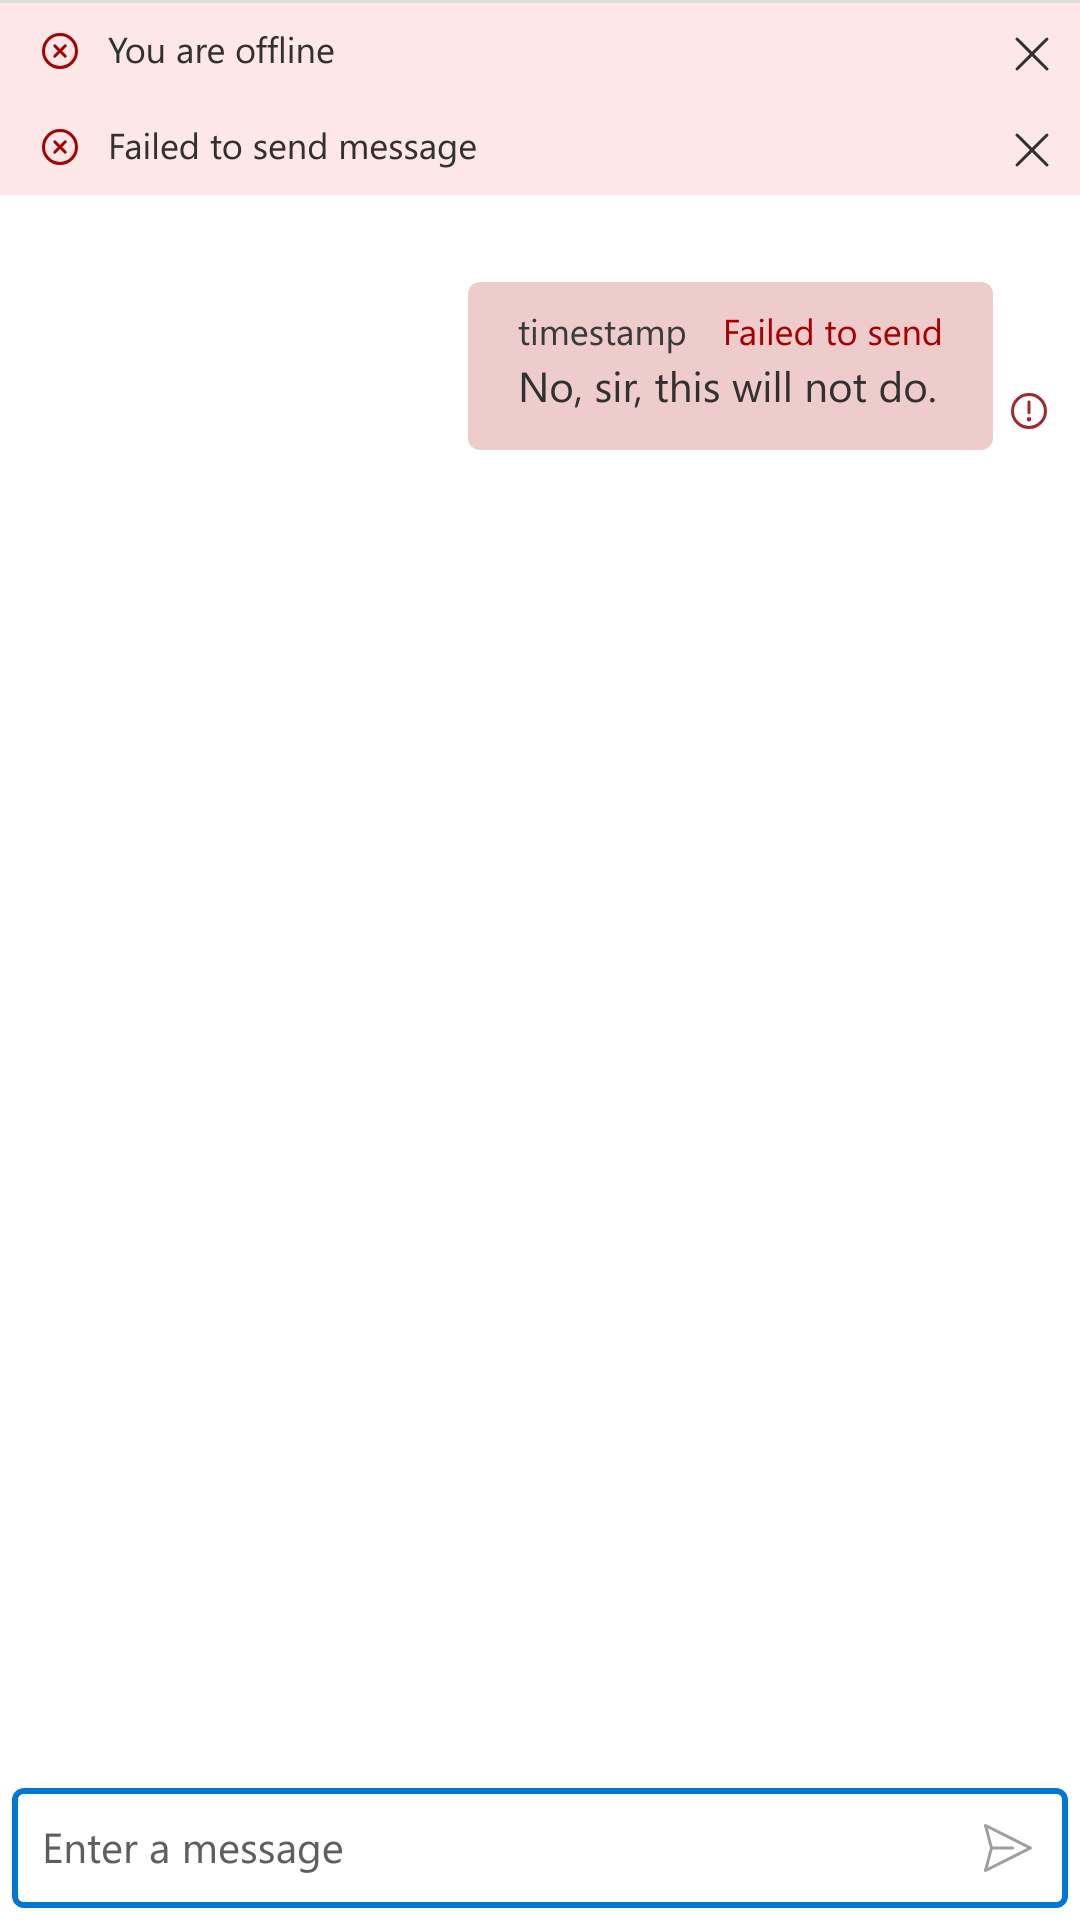 You are offline
Failed to send message
timestamp Failed to send
No, sir, this will not do.
Enter a message